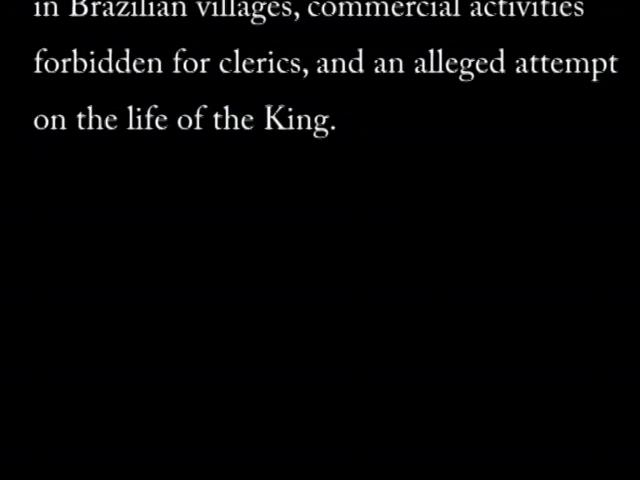 in Brazilian villages, commercial activities
forbidden for clerics, and an alleged attempt
on the life of the King.